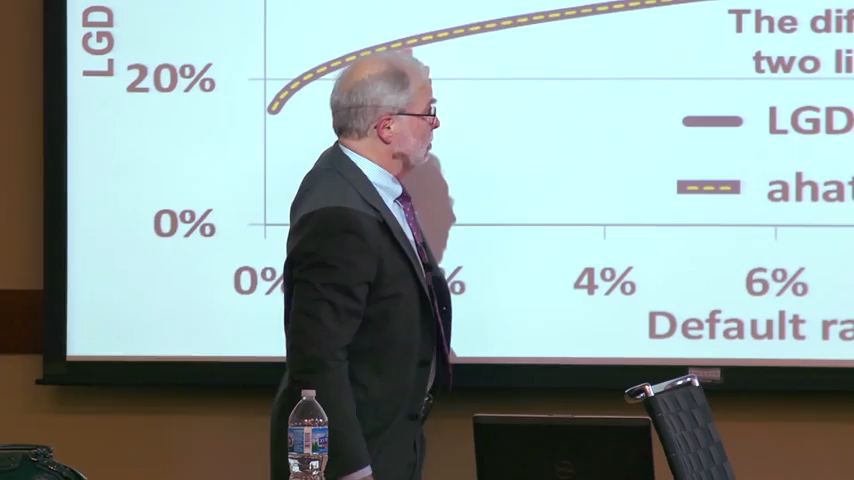 LGD
The dif
two li
20%
LGD
ahat
0%
0%
%
4%
6%
Default ra